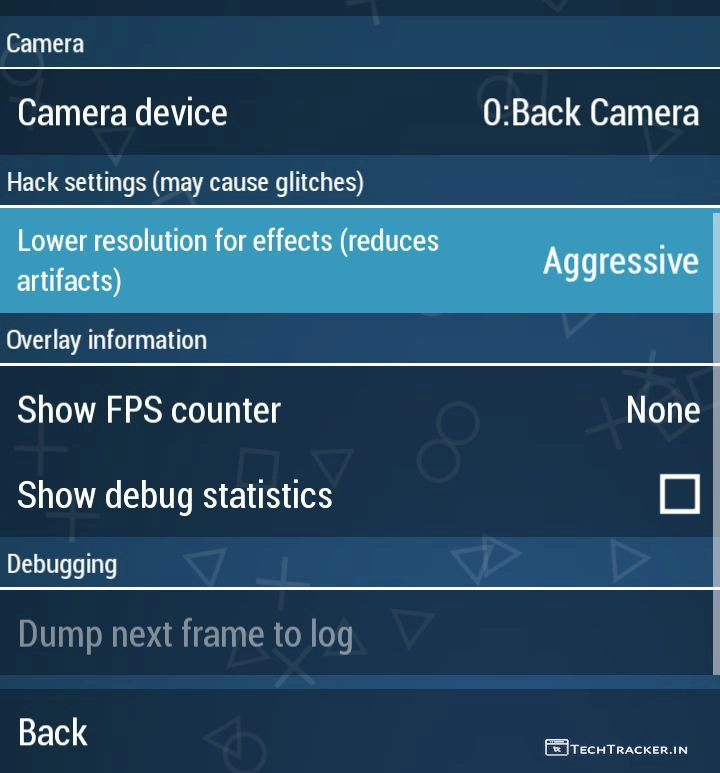 Camera
Camera device 0:Back Camera
Hack settings (may cause glitches)
Lower resolution for effects (reduces
artifacts) Aggressive
Overlay information
Show FPS counter None
Show debug statistics
Debugging
Dump next frame to log
Back
TECHTRACKER.IN